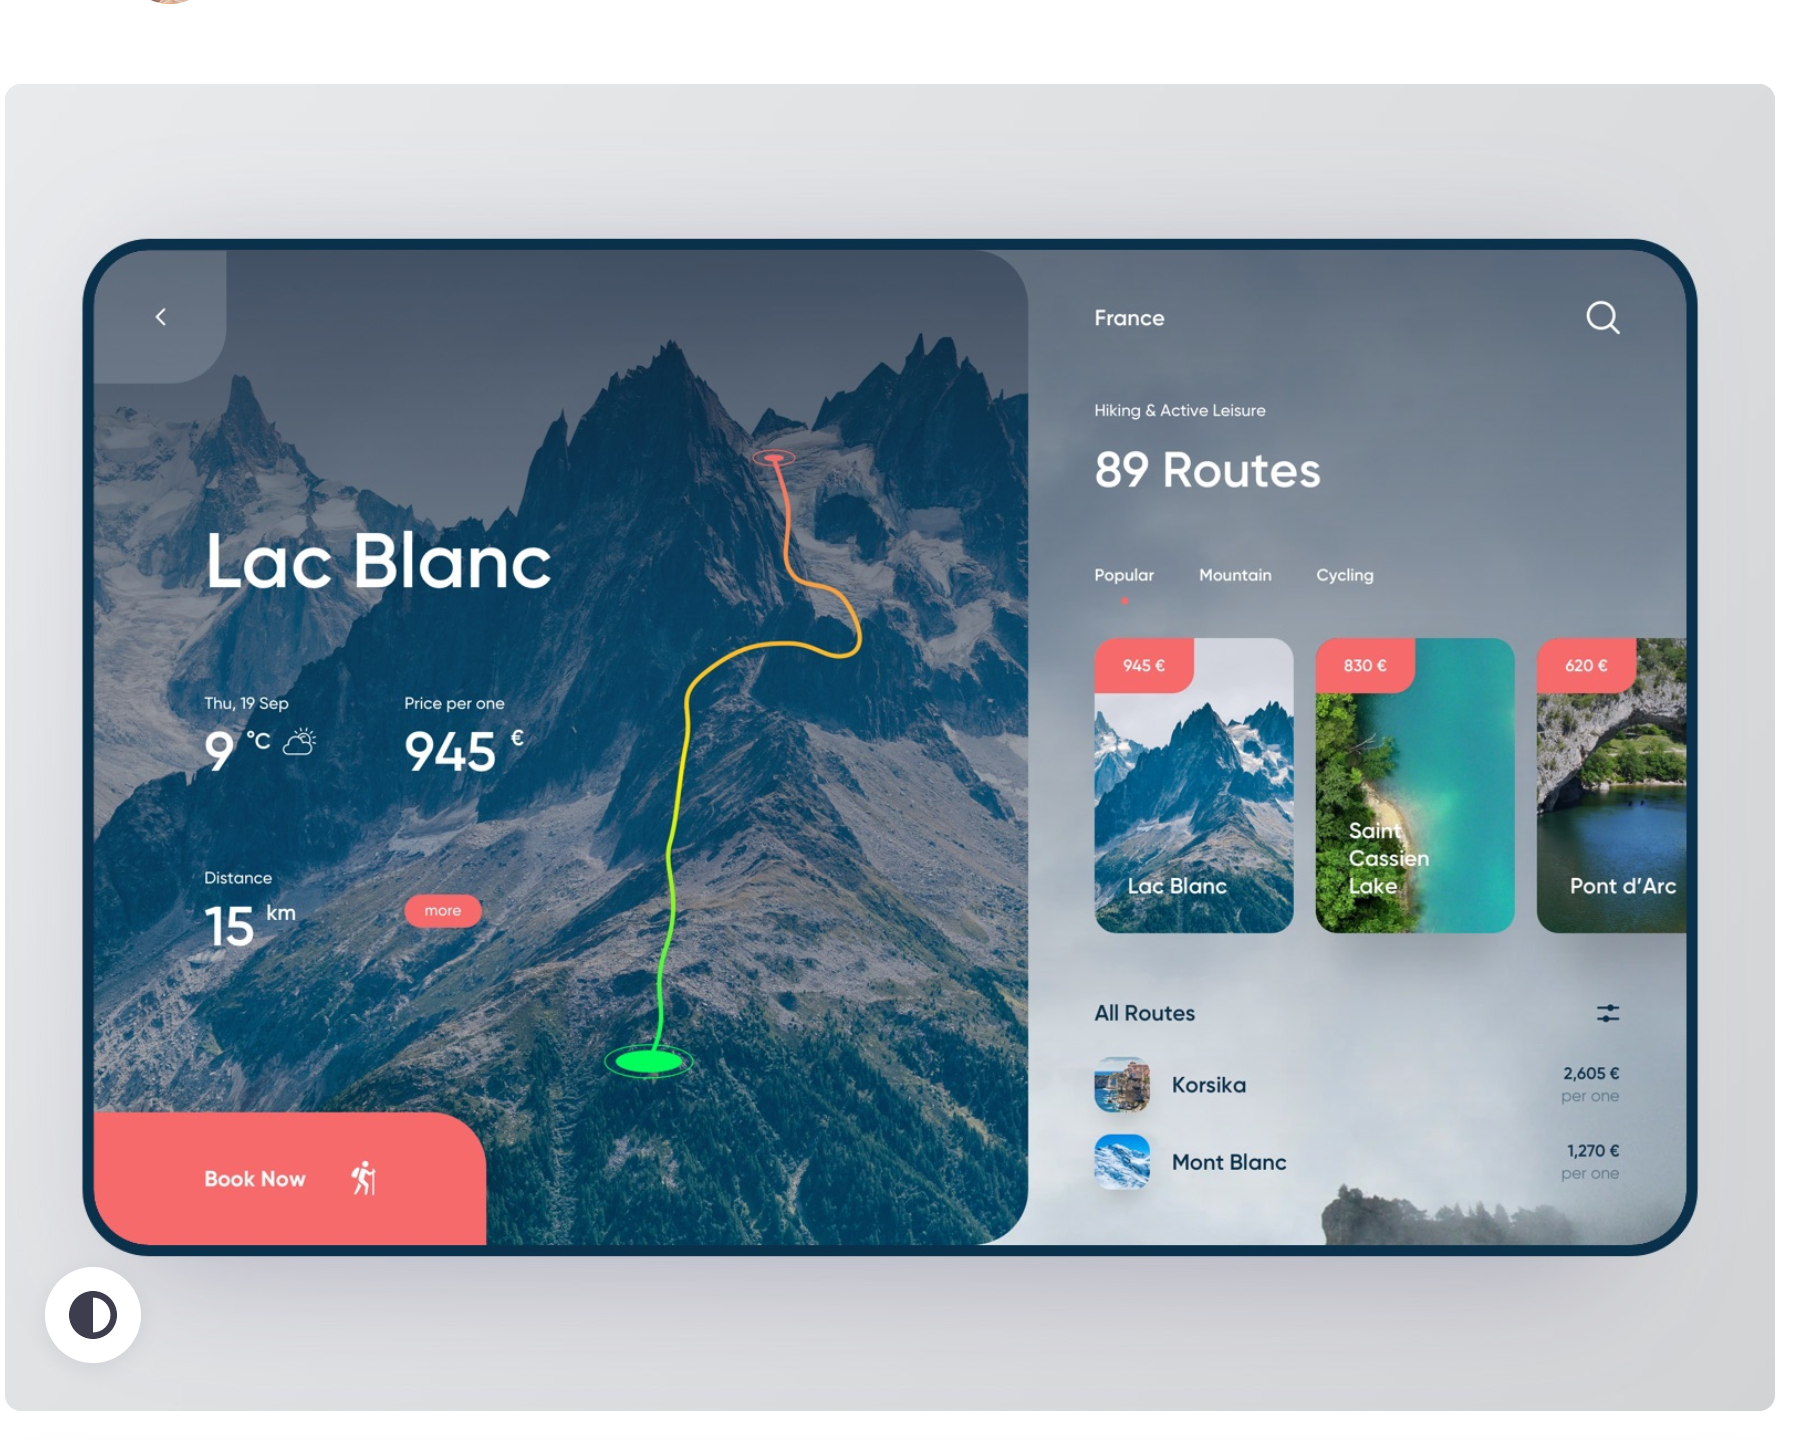 Lac Blanc
Thu, 19 Sep
9 °C
Price per one
945 €
Distance
15 km
more
Book Now
France
Hiking & Active Leisure
89 Routes
Popular
Mountain
Cycling
945 €
Lac Blanc
830 €
Saint
Cassien
Lake
620 €
Pont d’Arc
All Routes
Korsika
2,605 €
per one
Mont Blanc
1,270 €
per one